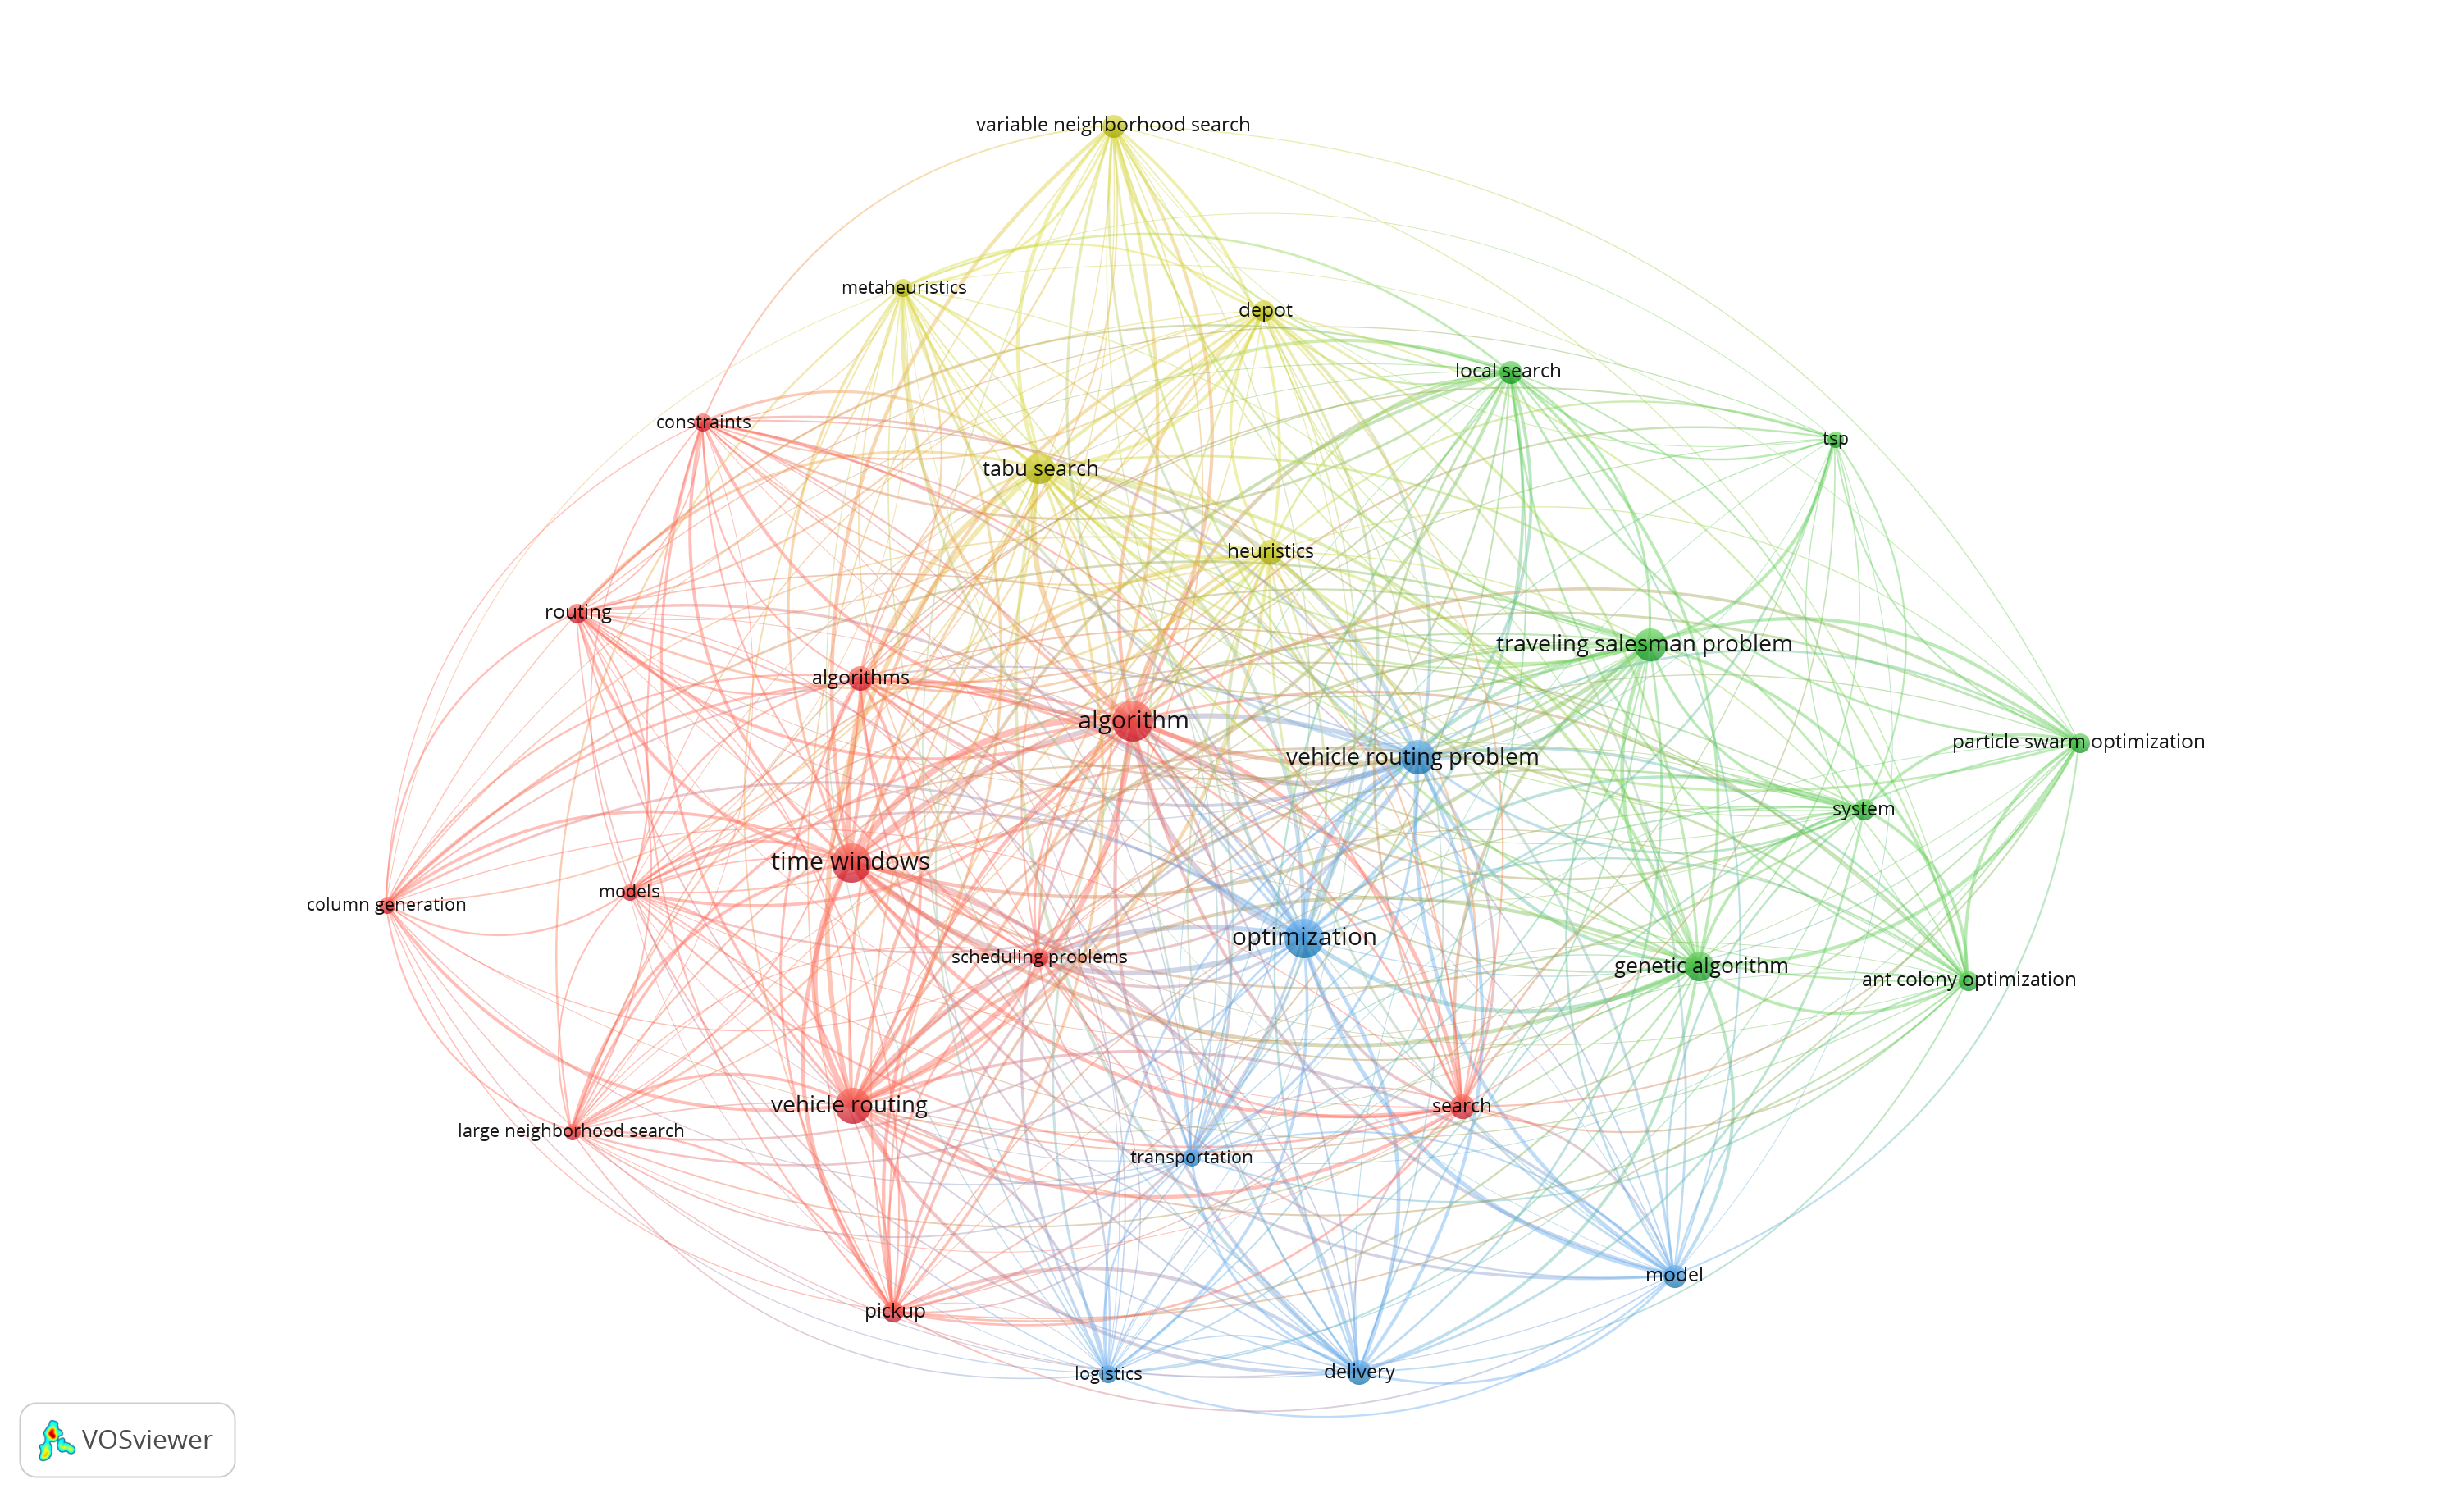 variable neighborhood search
metaheuristics
depot
local search
constraints
tsp
tabu search
heuristics
routing
traveling salesman problem
algorithms
algorithm
vehicle routing problem
particle swarm optimization
system
time windows
models
column generation
optimization
scheduling problems
genetic algorithm
ant colony optimization
vehicle routing
search
large neighborhood search
transportation
model
pickup
logistics
delivery
VOSviewer